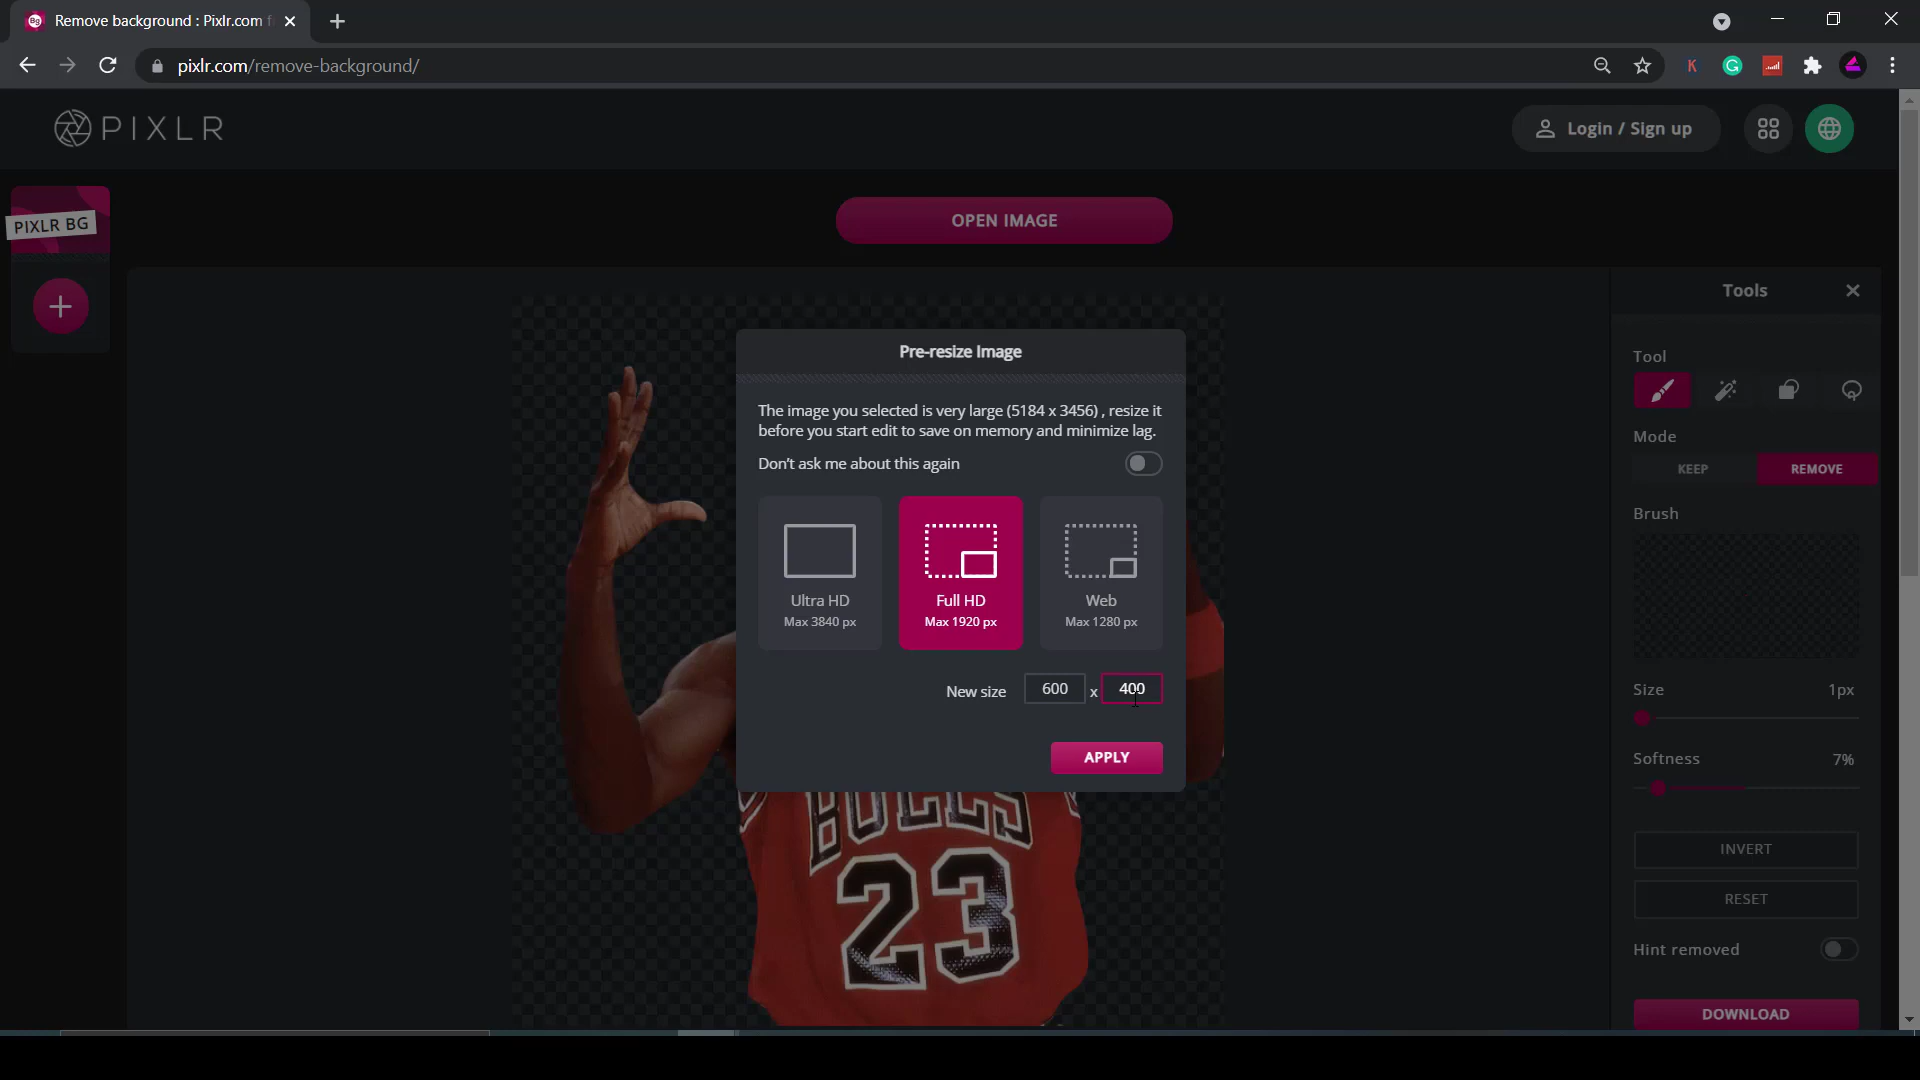 Remove background : Pixlr.com f
pixlr.com/remove-background/
K
PIXLR
Login / Sign up
PIXLR BG
OPEN IMAGE
Tools
Pre-resize Image
The image you selected is very large (5184 x 3456) , resize it
before you start edit to save on memory and minimize lag.
Don't ask me about this again
Ultra HD
Max 3840 px
Full HD
Max 1920 px
Web
Max 1280 px
New size 600 x 400
APPLY
Tool
Mode
KEEP REMOVE
Brush
Size 1px
Softness 7%
INVERT
RESET
Hint removed
DOWNLOAD
BULLS
23